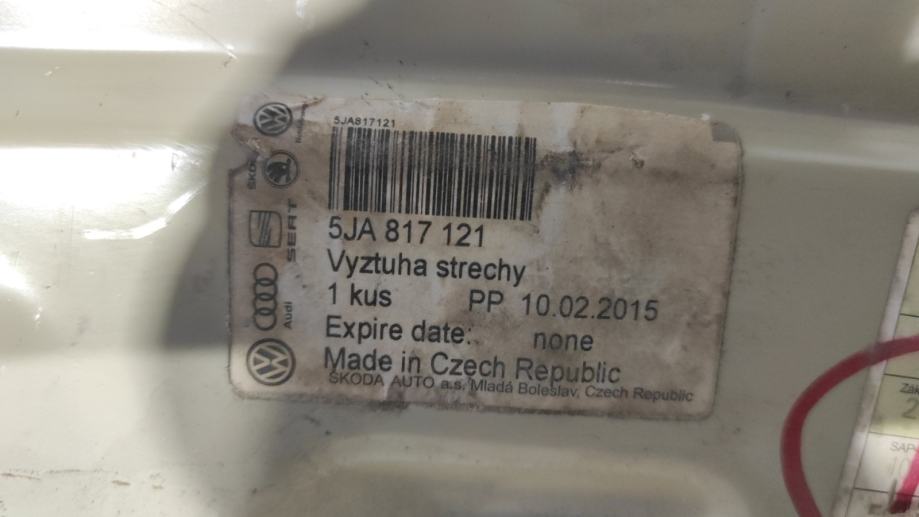 5JA817121
5JA 817 121
Vyztuha strechy
1 kus PP 10.02.2015
Expire date: none
Made in Czech Republic
ŠKODA AUTO a.s. Mladá Boleslav, Czech Republic
ŠKODA
SEAT
Audi